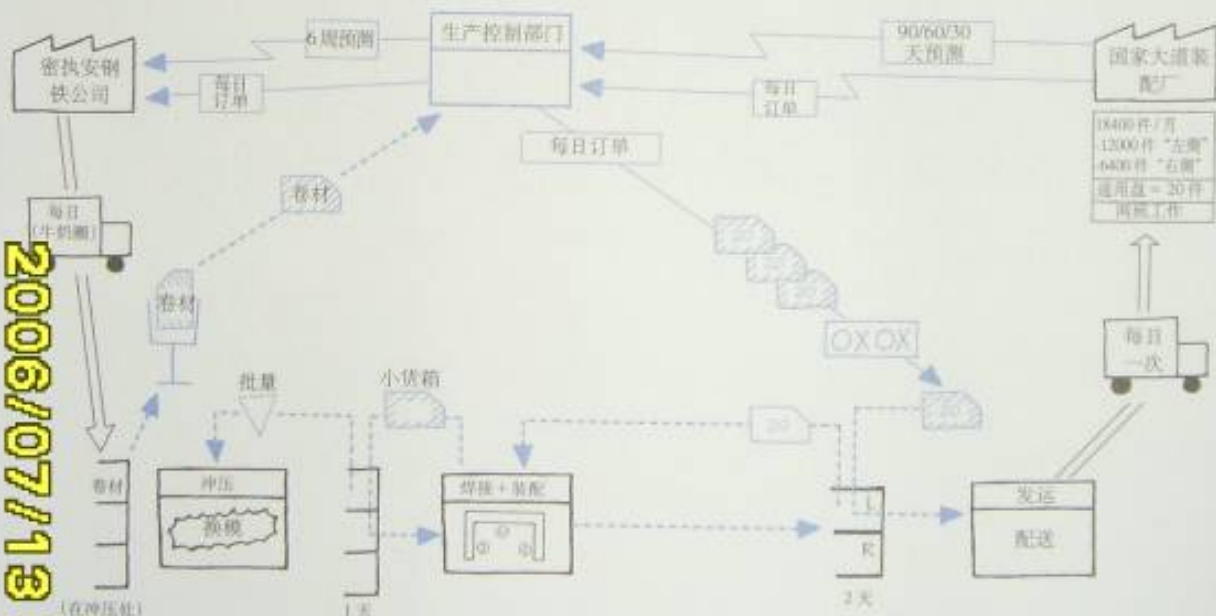 6周预测
生产控制部门
90/60/30
天预测
密执安钢
铁公司
国家大道装
配厂
每日
订单
每日
订单
每日订单
18400件/月
-12000件“左侧”
-6400件“右侧”
通用盘=20件
两班工作
卷材
每日
(牛奶圈)
卷材
20
OXOX
每日
一次
批量
小货箱
20
20
卷材
冲压
换模
焊接+装配
L
R
发运
配送
(在冲压处)
1天
2天
2006/07/13